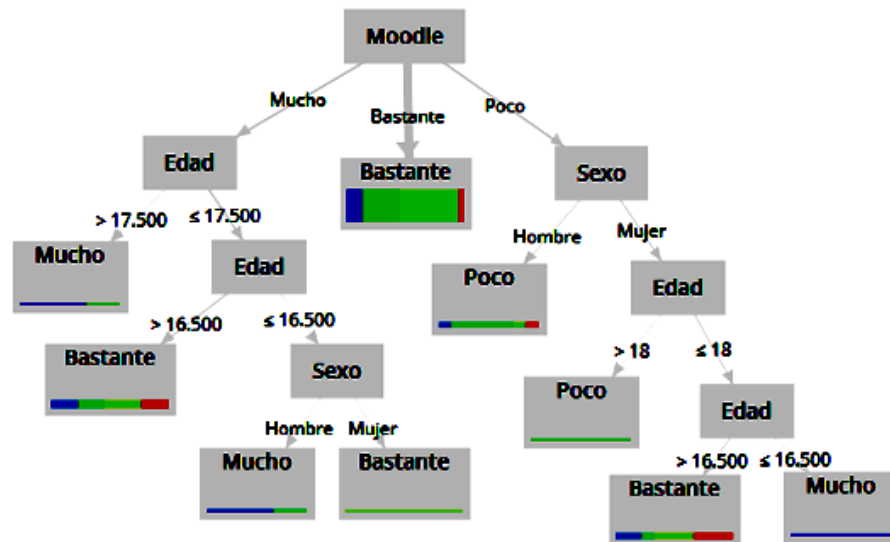 Moodle
Mucho
Bastante
Poco
Edad
Bastante
Sexo
> 17.500
≤ 17.500
Hombre
Mujer
Mucho
Edad
Poco
Edad
> 16.500
≤ 16.500
> 18
≤ 18
Bastante
Sexo
Poco
Edad
Hombre
Mujer
> 16.500
≤ 16.500
Mucho
Bastante
Bastante
Mucho